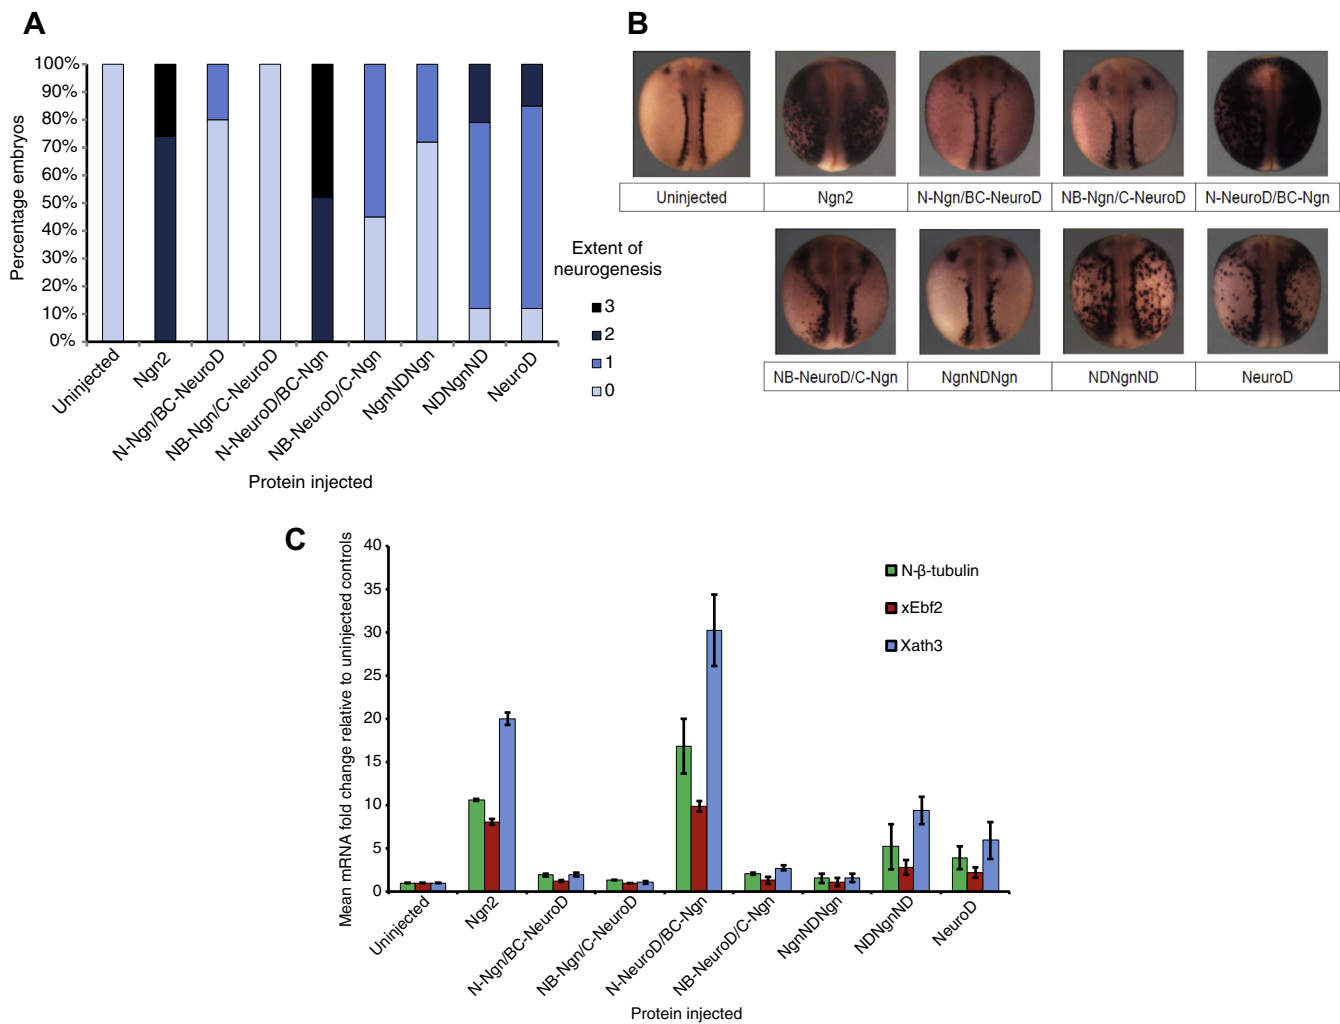 A
100%
90%
80%
70%
60%
50%
40%
30%
20%
10%
0%
Percentage embryos
Uninjected
Ngn2
N-Ngn/BC-NeuroD
NB-Ngn/C-NeuroD
N-NeuroD/BC-Ngn
NB-NeuroD/C-Ngn
NgnNDNgn
NDNgnND
NeuroD
Protein injected
Extent of
neurogenesis
3
2
1
0
B
Uninjected
Ngn2
N-Ngn/BC-NeuroD
NB-Ngn/C-NeuroD
N-NeuroD/BC-Ngn
NB-NeuroD/C-Ngn
NgnNDNgn
NDNgnND
NeuroD
C
40
35
30
25
20
15
10
5
0
Mean mRNA fold change relative to uninjected controls
N-β-tubulin
xEbf2
Xath3
Uninjected
Ngn2
N-Ngn/BC-NeuroD
NB-Ngn/C-NeuroD
N-NeuroD/BC-Ngn
NB-NeuroD/C-Ngn
NgnNDNgn
NDNgnND
NeuroD
Protein injected